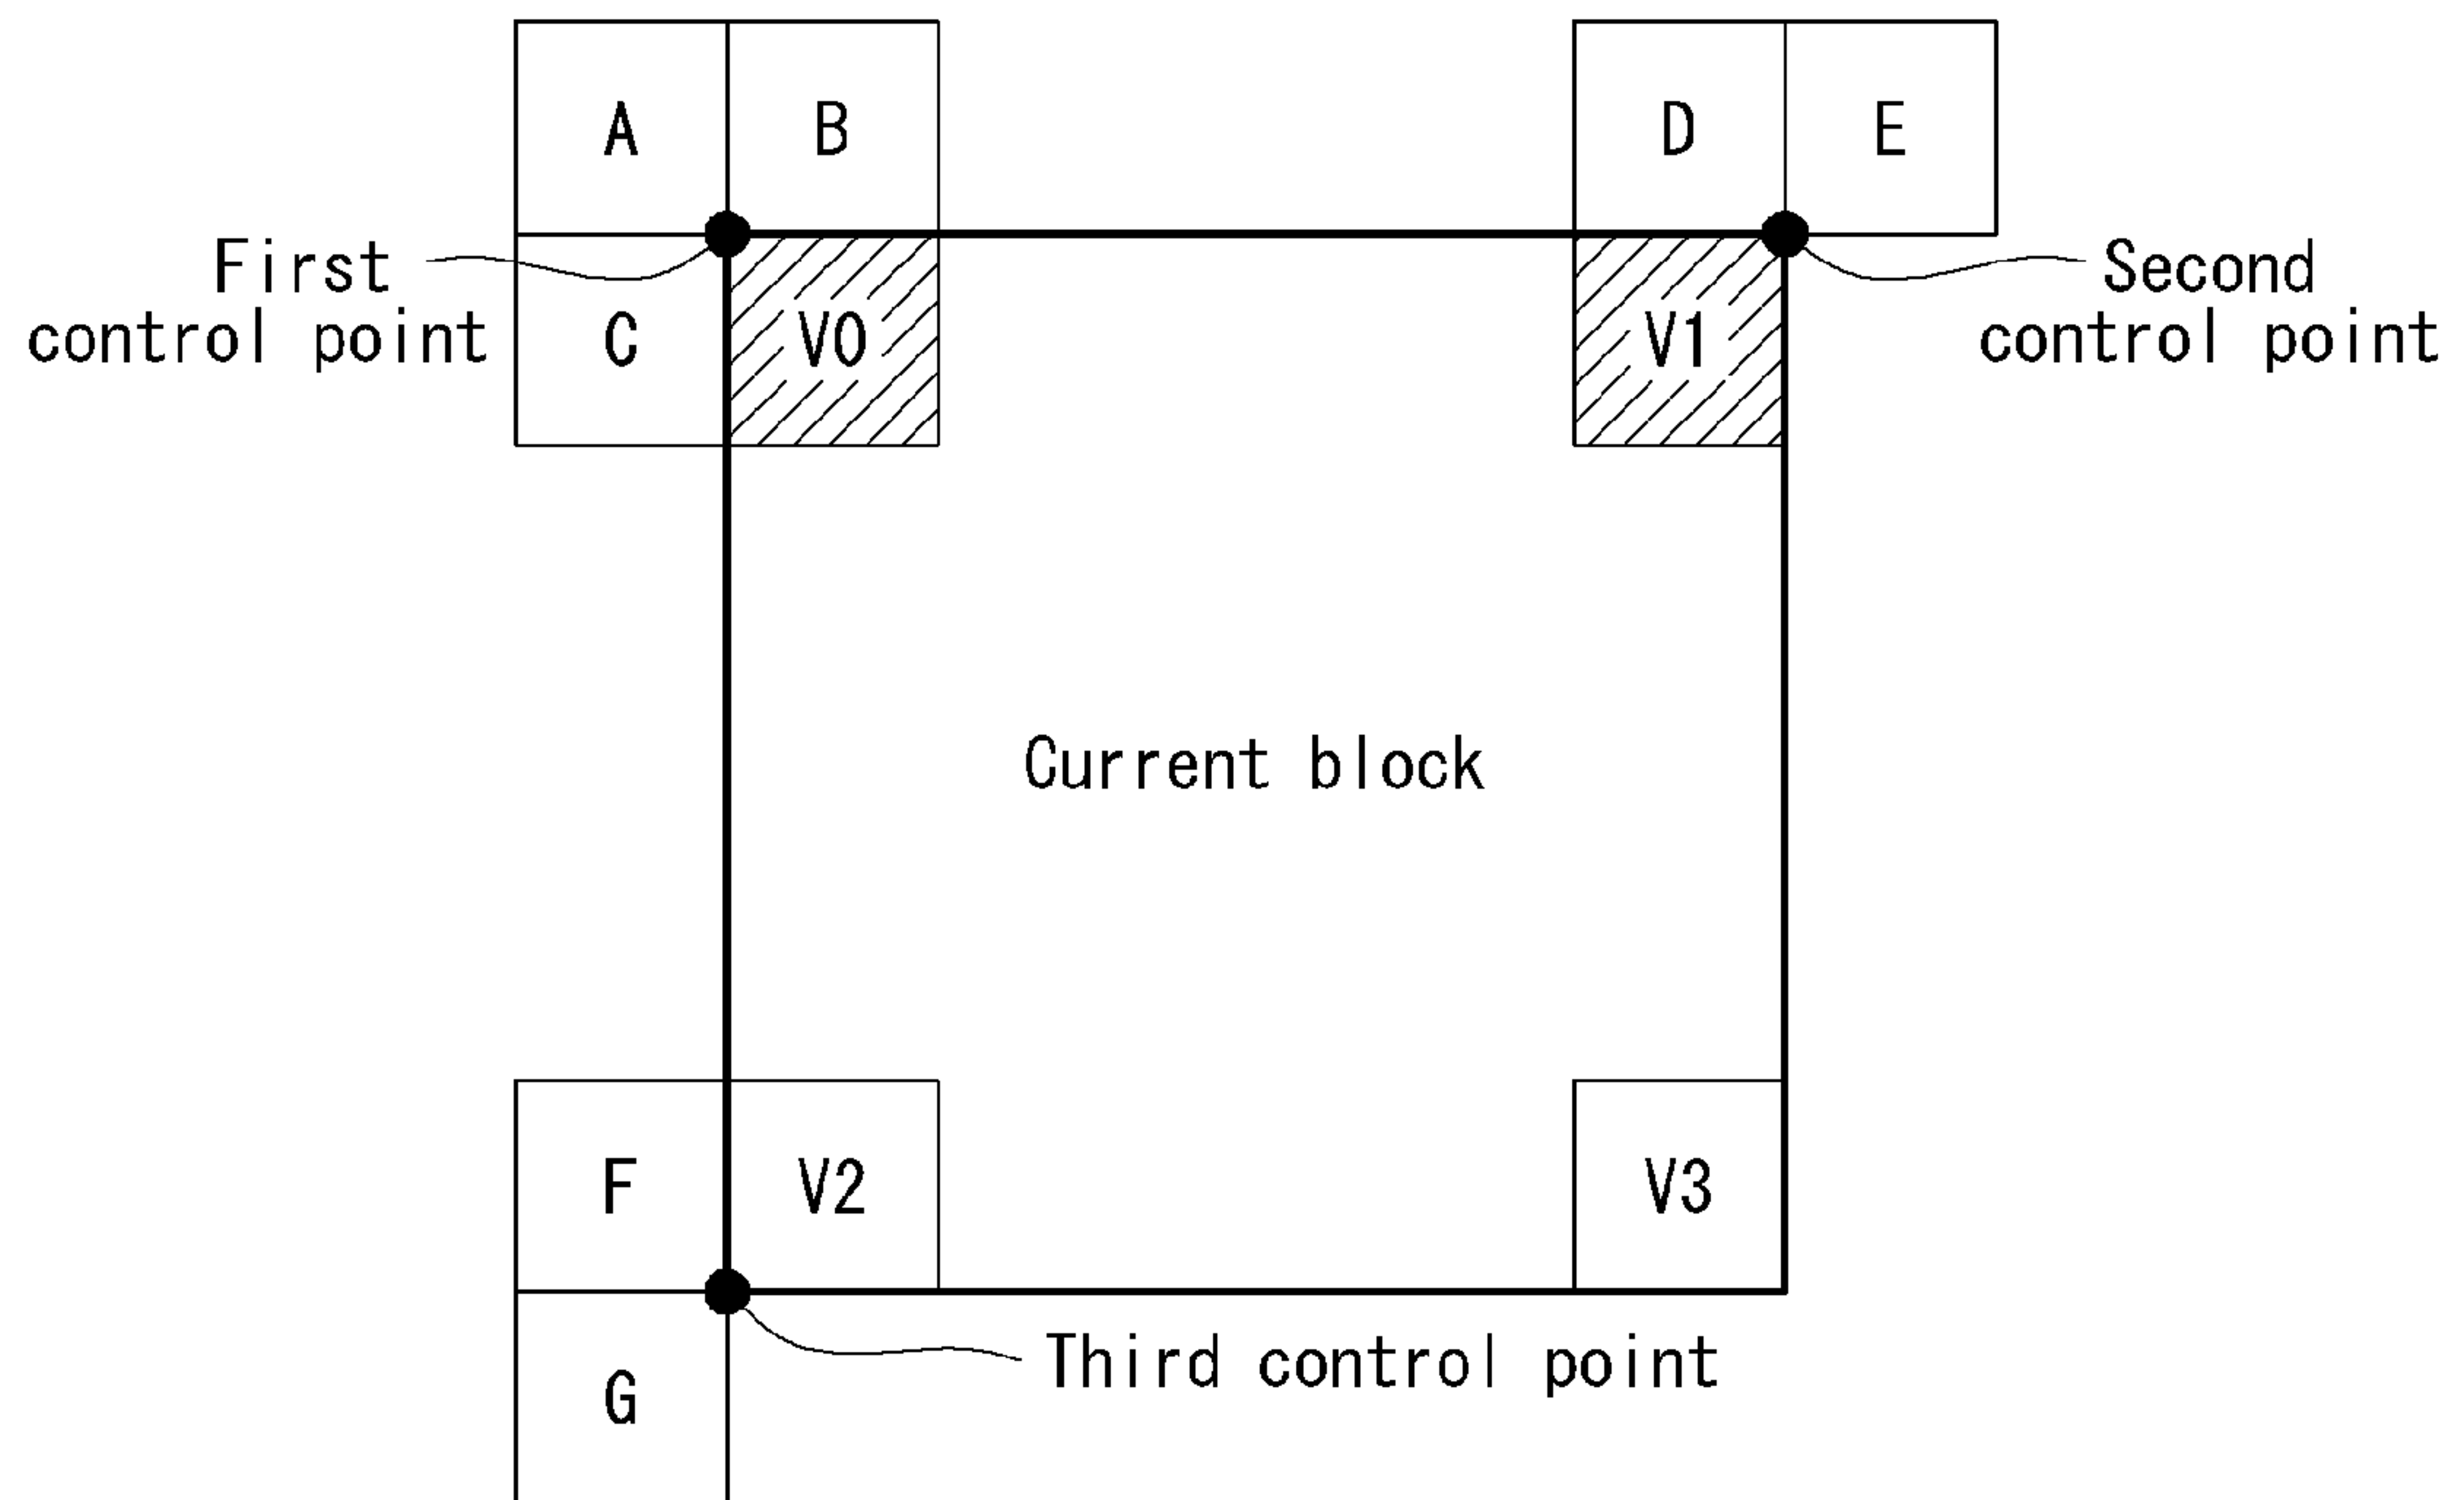 A B D E
First
control point
Second
control point
C V0 V1
Current block
F V2 V3
Third control point
G